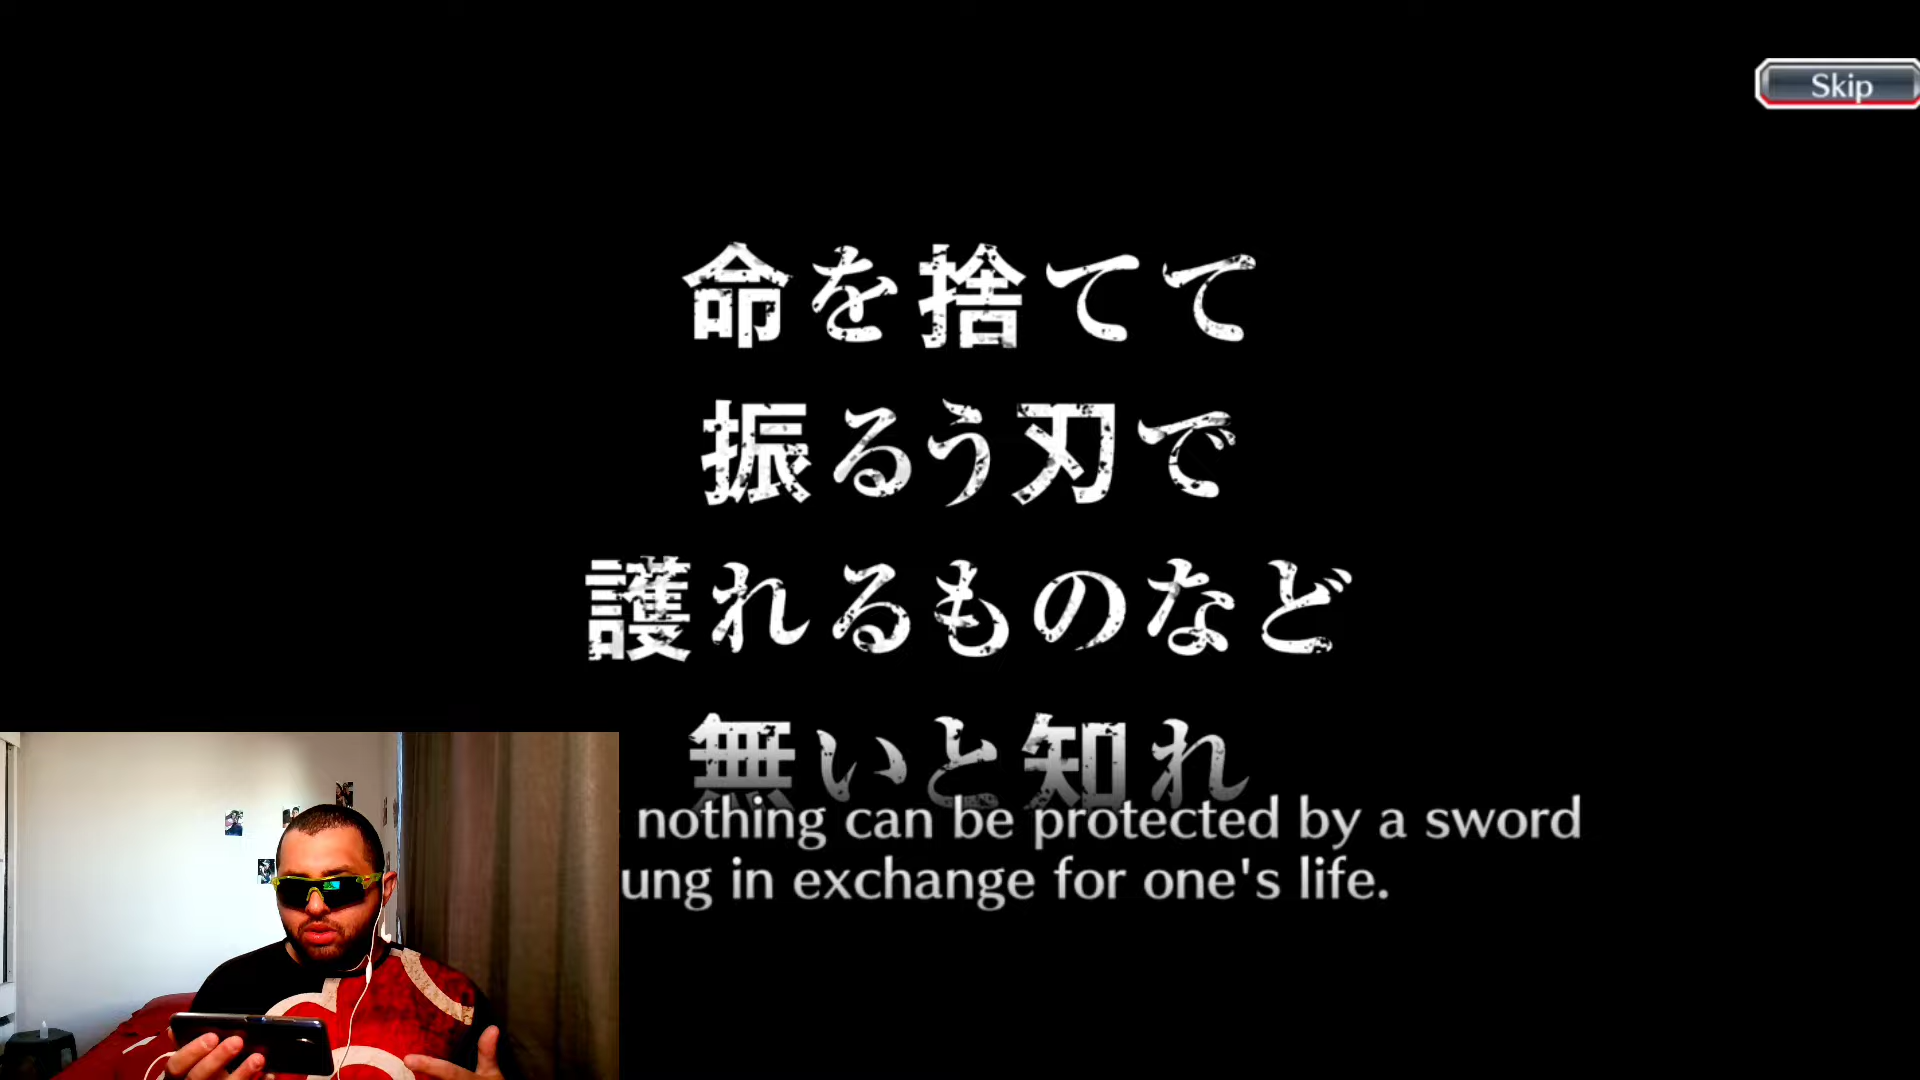 Skip
命を捨てて
振るう刃で
護れるものなど
無いと知れ
nothing can be protected by a sword
ung in exchange for one's life.